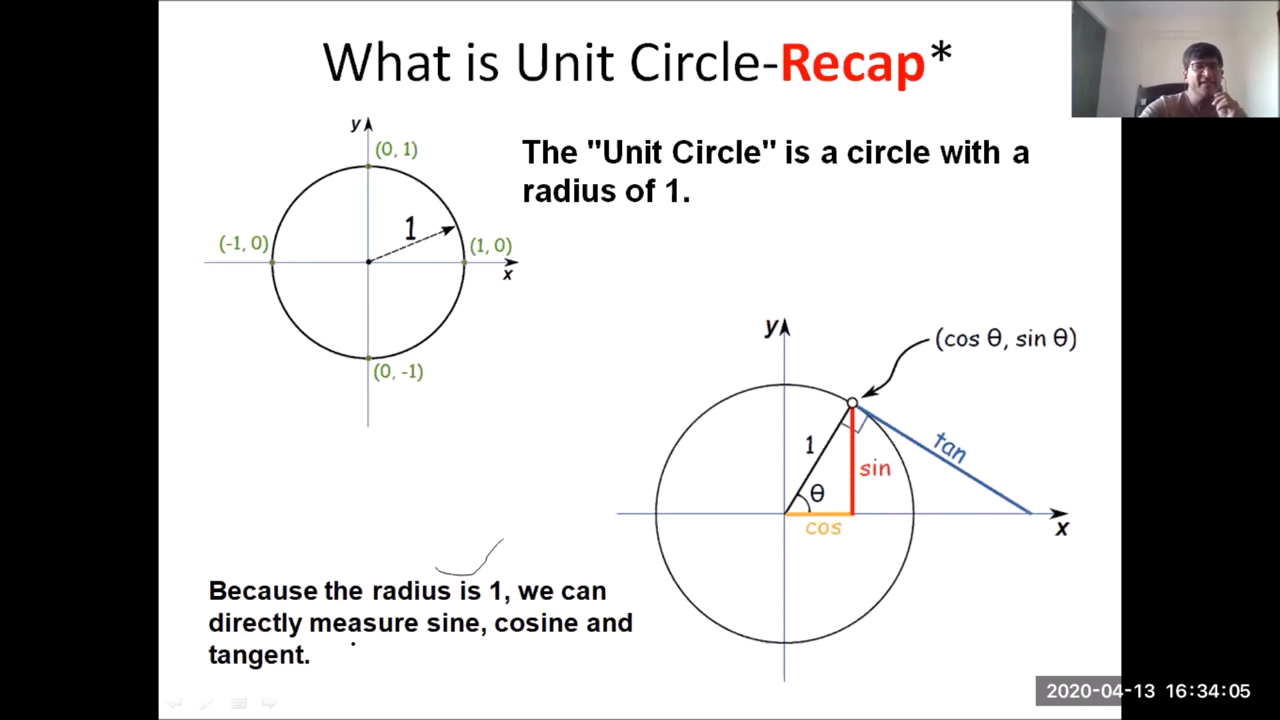 What is Unit Circle-Recap*
y
(0, 1)
The "Unit Circle" is a circle with a
radius of 1.
1
(-1, 0)
(1, 0)
x
(0, -1)
y
(cos θ, sin θ)
1
tan
sin
θ
cos
x
Because the radius is 1, we can
directly measure sine, cosine and
tangent.
2020-04-13 16:34:05